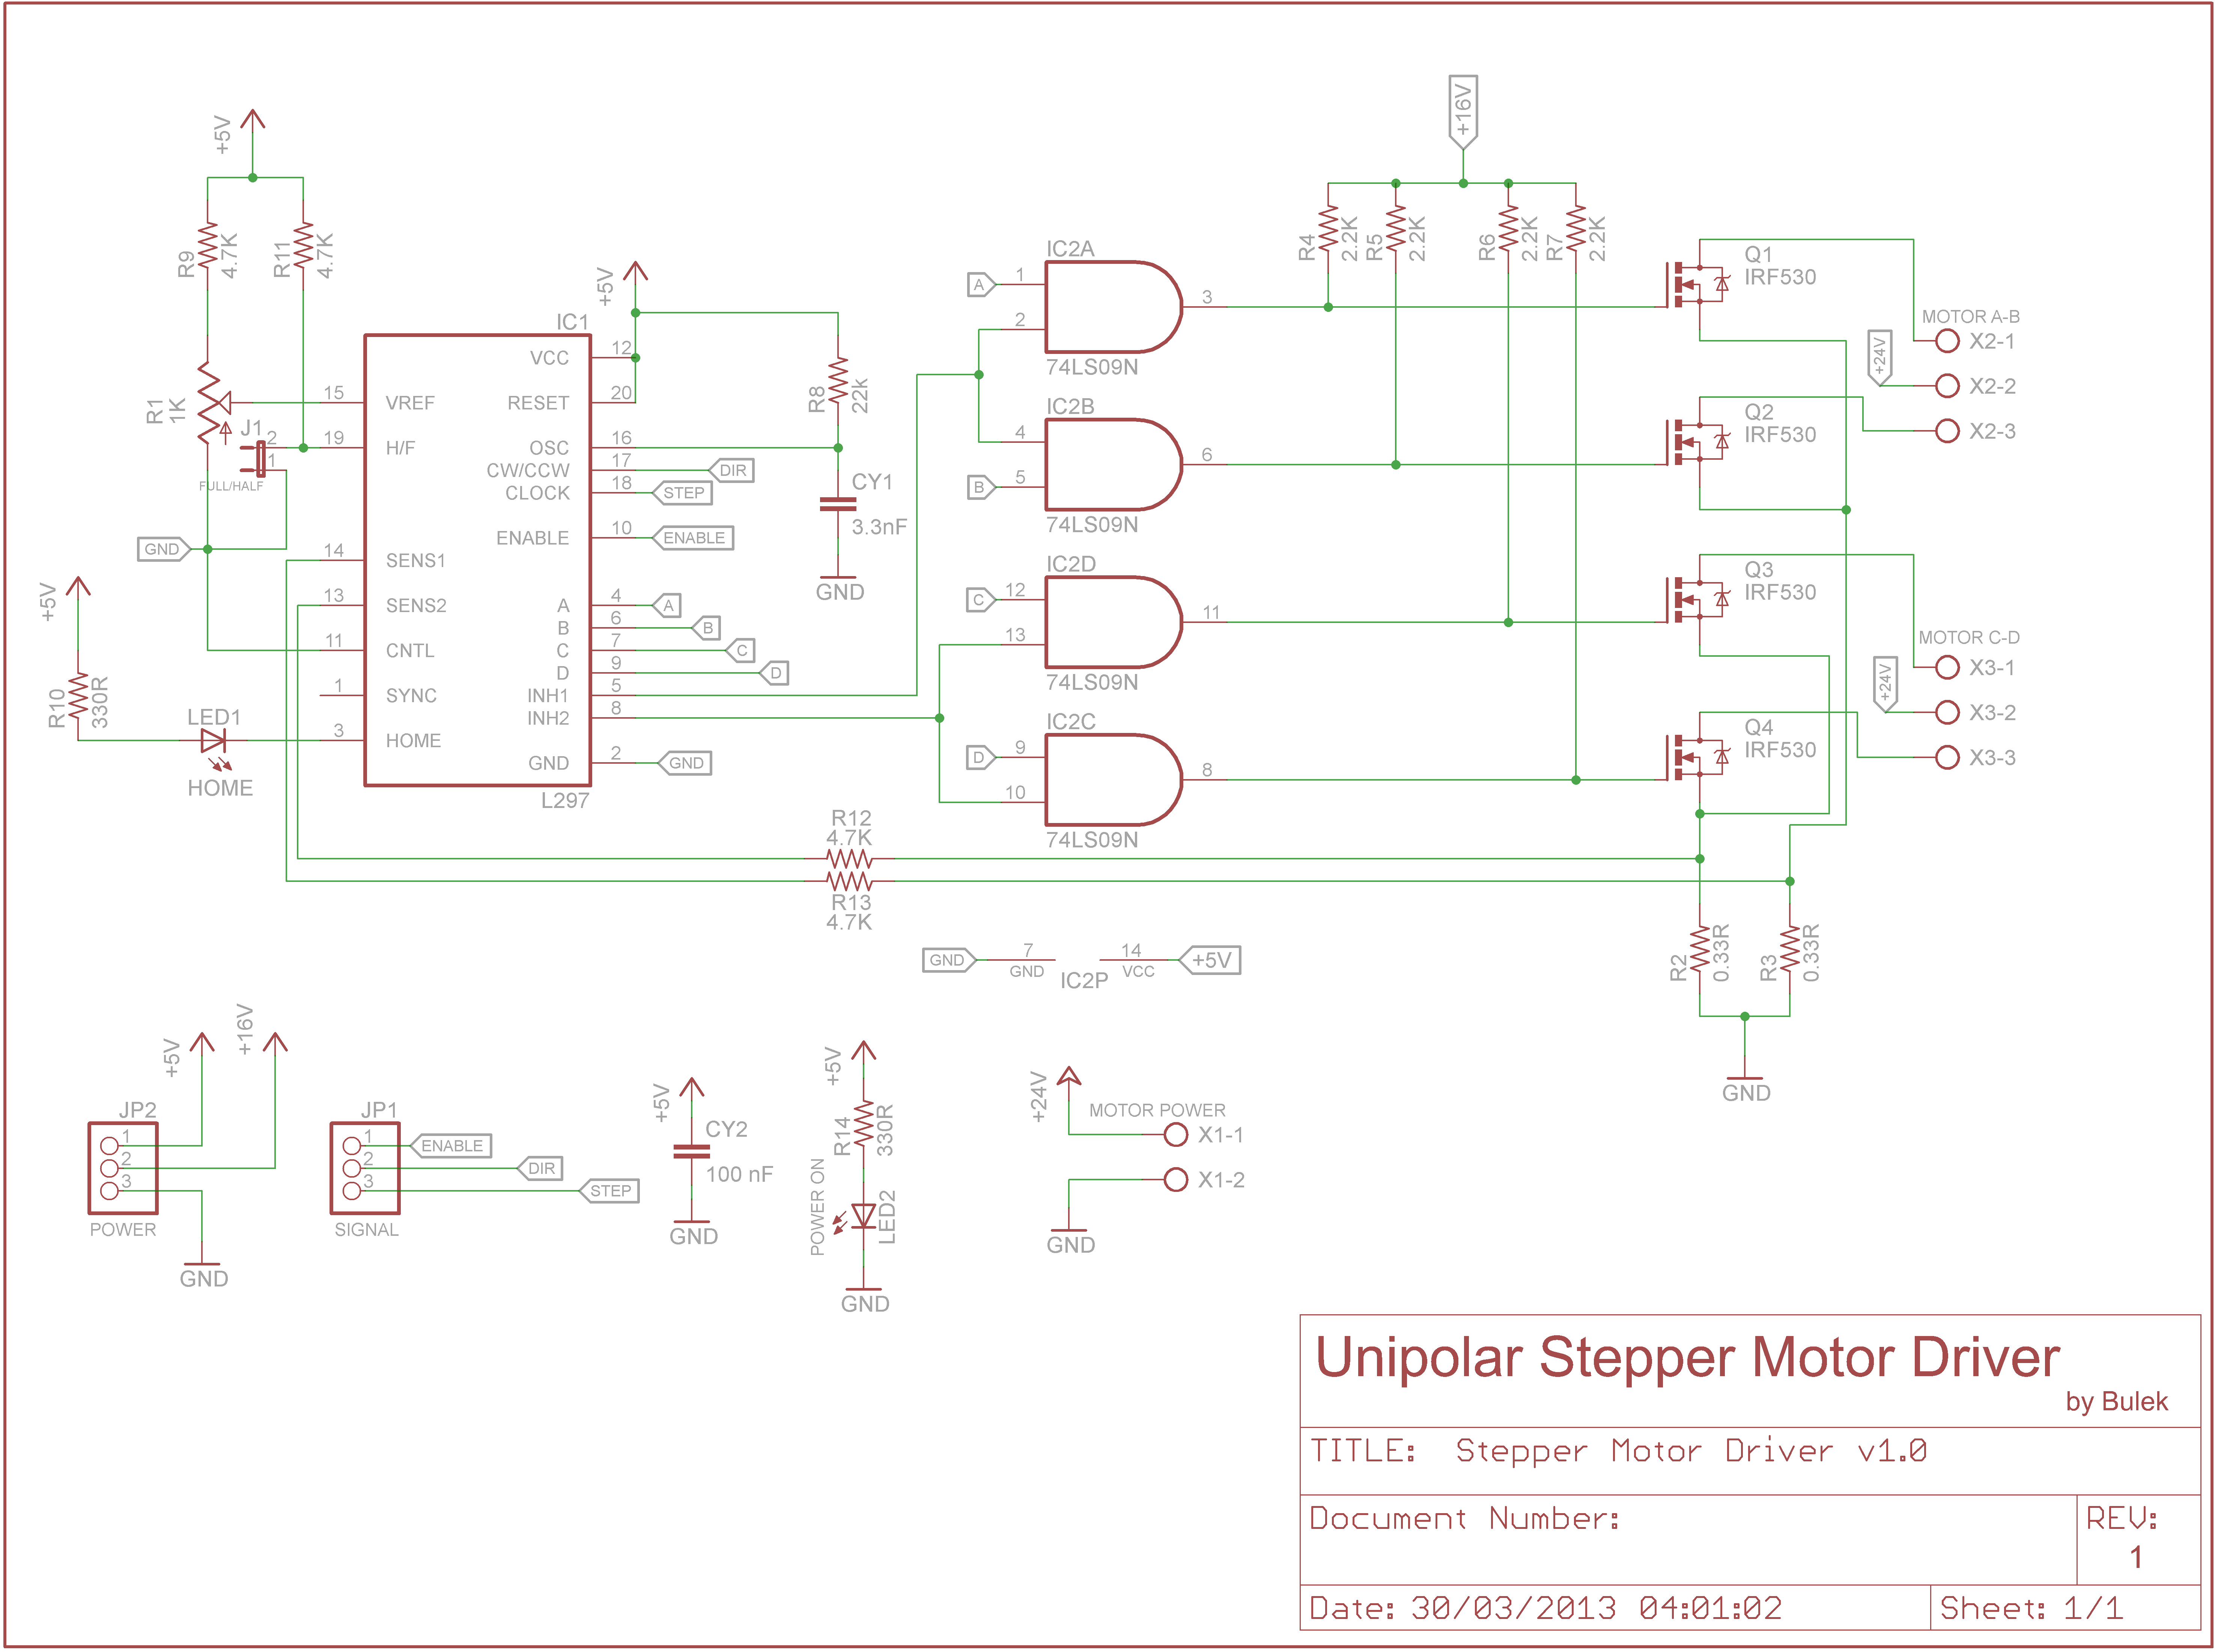 +5V
R9
4.7K
R11
4.7K
R1
1K
J1
2
1
FULL/HALF
GND
+5V
R10
330R
LED1
HOME
IC1
L297
15 VREF
19 H/F
14 SENS1
13 SENS2
11 CNTL
1 SYNC
3 HOME
VCC 12
RESET 20
OSC 16
CW/CCW 17
CLOCK 18
ENABLE 10
A 4
B 6
C 7
D 9
INH1 5
INH2 8
GND 2
DIR
STEP
ENABLE
A
B
C
D
GND
+5V
R8
22k
CY1
3.3nF
GND
IC2A
A 1
2
3
74LS09N
IC2B
4
B 5
6
74LS09N
IC2D
C 12
13
11
74LS09N
IC2C
D 9
10
8
74LS09N
+16V
R4
2.2K
R5
2.2K
R6
2.2K
R7
2.2K
Q1
IRF530
Q2
IRF530
Q3
IRF530
Q4
IRF530
MOTOR A-B
X2-1
+24V
X2-2
X2-3
MOTOR C-D
X3-1
+24V
X3-2
X3-3
R12
4.7K
R13
4.7K
R2
0.33R
R3
0.33R
GND
GND
7
GND
IC2P
14
VCC
+5V
+5V
+16V
JP2
1
2
3
POWER
GND
JP1
1
2
3
SIGNAL
ENABLE
DIR
STEP
+5V
CY2
100 nF
GND
+5V
R14
330R
POWER ON
LED2
GND
+24V
MOTOR POWER
X1-1
X1-2
GND
Unipolar Stepper Motor Driver
by Bulek
TITLE: Stepper Motor Driver v1.0
Document Number:
REV:
1
Date: 30/03/2013 04:01:02
Sheet: 1/1